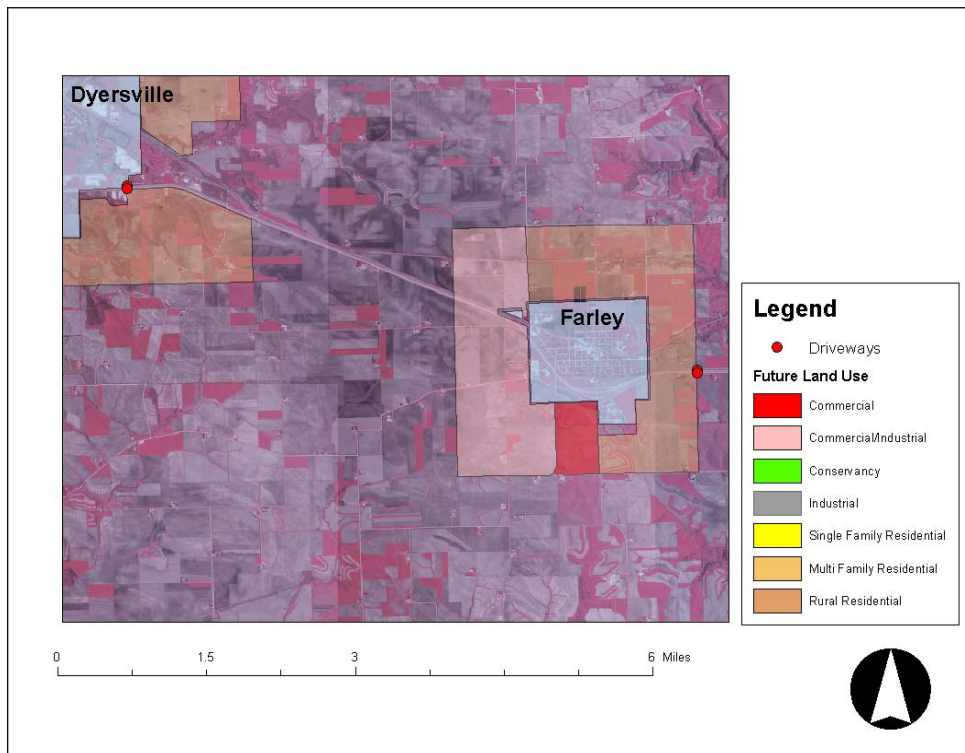 Dyersville
Farley
Legend
Driveways
Future Land Use
Commercial
Commercial/Industrial
Conservancy
Industrial
Single Family Residential
Multi Family Residential
Rural Residential
0 1.5 3 6 Miles